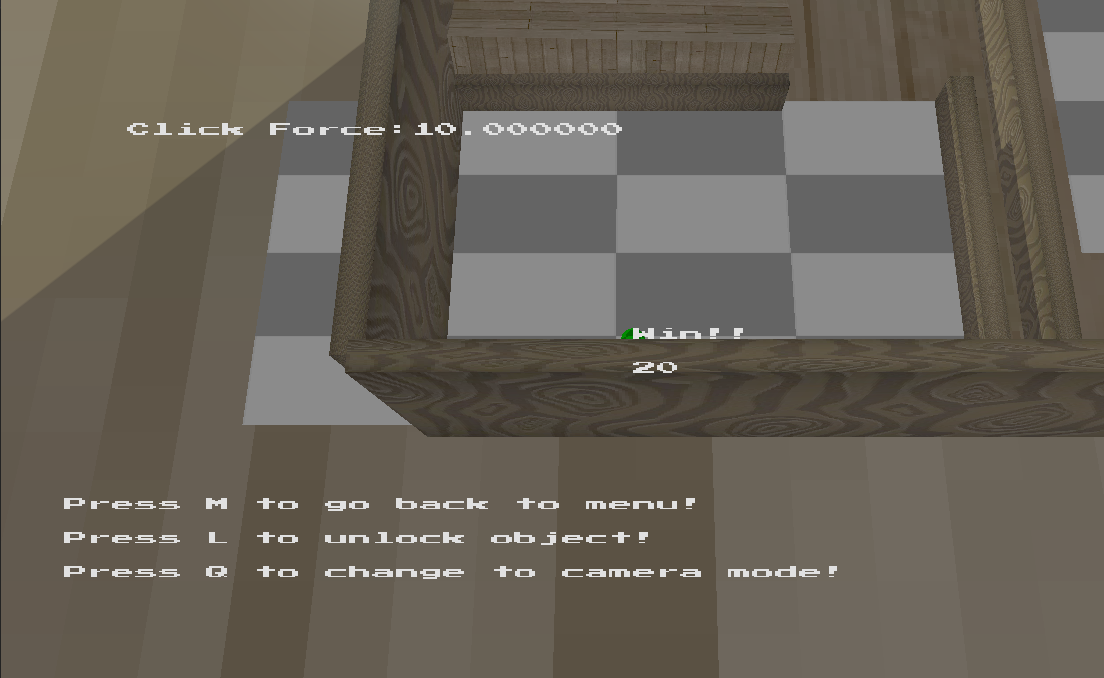 Click Force:10.000000
Win!!
20
Press M to go back to menu!
Press L to unlock object!
Press Q to change to camera mode!